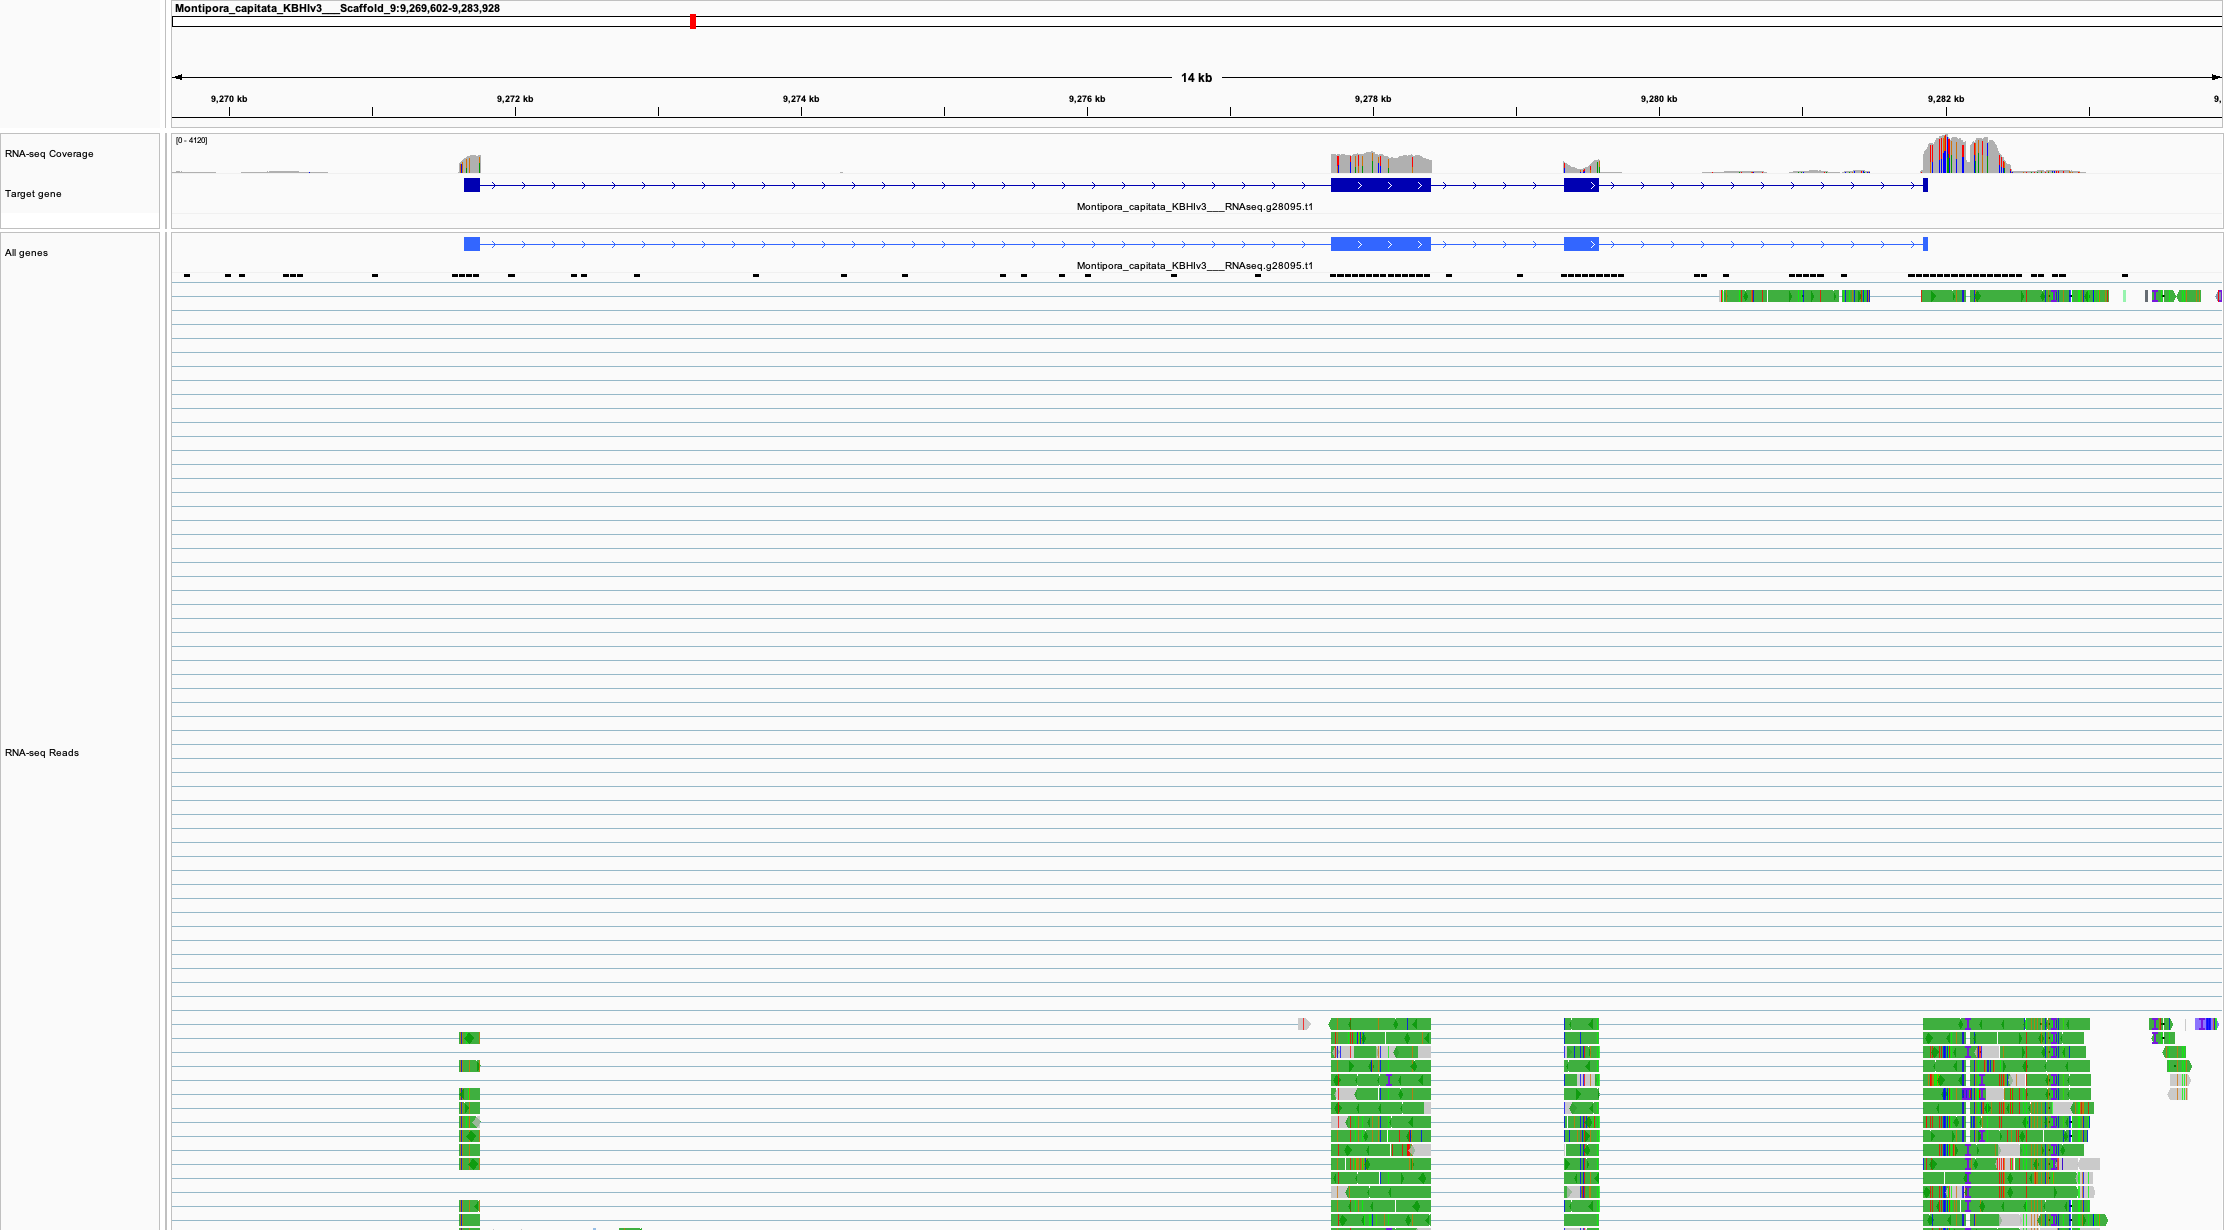 Montipora_capitata_KBHIv3___Scaffold_9:9,269,602-9,283,928
14 kb
9,270 kb 9,272 kb 9,274 kb 9,276 kb 9,278 kb 9,280 kb 9,282 kb 9,
[0 - 4120]
RNA-seq Coverage
Target gene
Montipora_capitata_KBHIv3___RNAseq.g28095.t1
All genes
Montipora_capitata_KBHIv3___RNAseq.g28095.t1
RNA-seq Reads